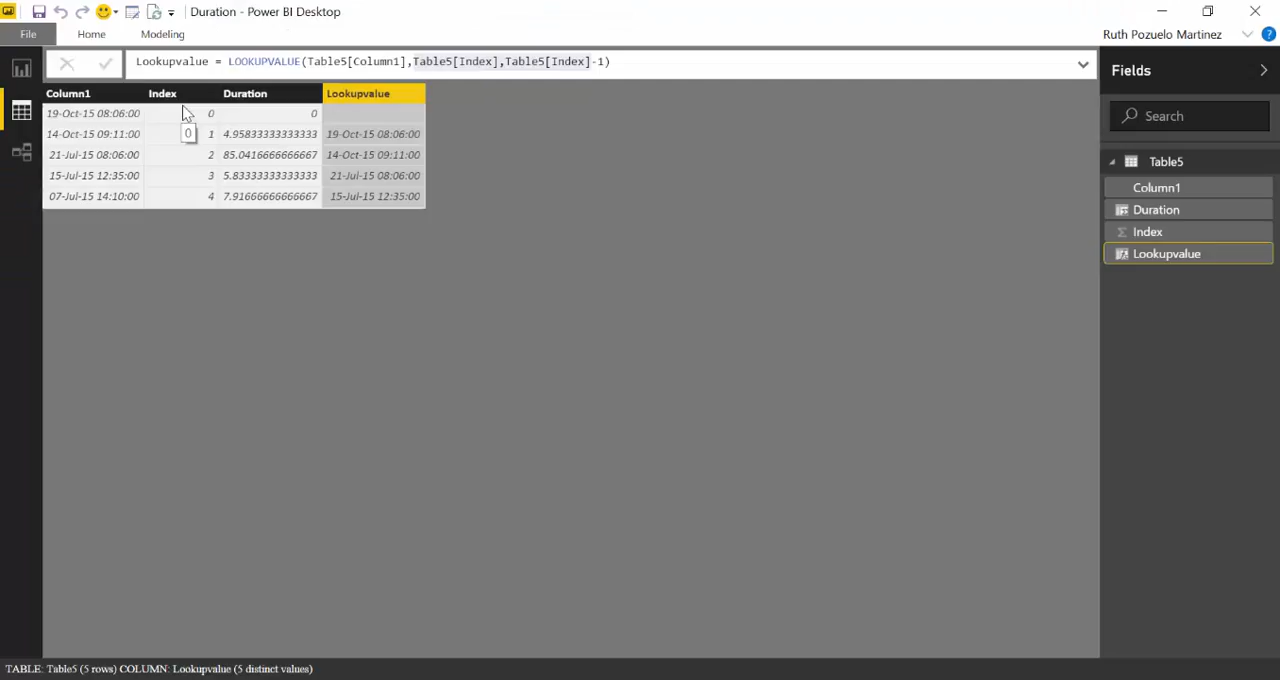 Duration - Power BI Desktop
File Home Modeling Ruth Pozuelo Martinez ?
Lookupvalue = LOOKUPVALUE(Table5[Column1],Table5[Index],Table5[Index]-1)
Column1 Index Duration Lookupvalue
19-Oct-15 08:06:00 0 0
14-Oct-15 09:11:00 1 4.95833333333333 19-Oct-15 08:06:00
21-Jul-15 08:06:00 2 85.0416666666667 14-Oct-15 09:11:00
15-Jul-15 12:35:00 3 5.83333333333333 21-Jul-15 08:06:00
07-Jul-15 14:10:00 4 7.91666666666667 15-Jul-15 12:35:00
0
Fields
Search
Table5
Column1
Duration
Σ Index
Lookupvalue
TABLE: Table5 (5 rows) COLUMN: Lookupvalue (5 distinct values)